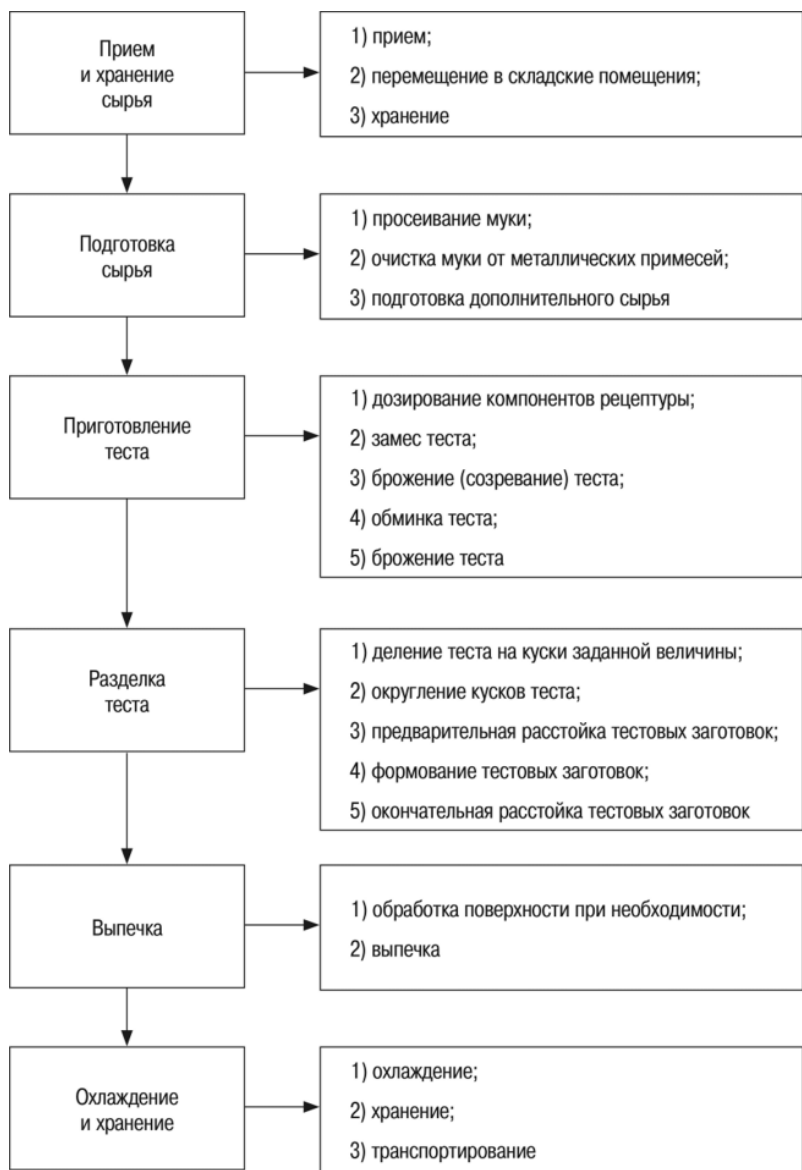 Прием
и хранение
сырья
1) прием;
2) перемещение в складские помещения;
3) хранение
Подготовка
сырья
1) просеивание муки;
2) очистка муки от металлических примесей;
3) подготовка дополнительного сырья
Приготовление
теста
1) дозирование компонентов рецептуры;
2) замес теста;
3) брожение (созревание) теста;
4) обминка теста;
5) брожение теста
Разделка
теста
1) деление теста на куски заданной величины;
2) округление кусков теста;
3) предварительная расстойка тестовых заготовок;
4) формование тестовых заготовок;
5) окончательная расстойка тестовых заготовок
Выпечка
1) обработка поверхности при необходимости;
2) выпечка
Охлаждение
и хранение
1) охлаждение;
2) хранение;
3) транспортирование